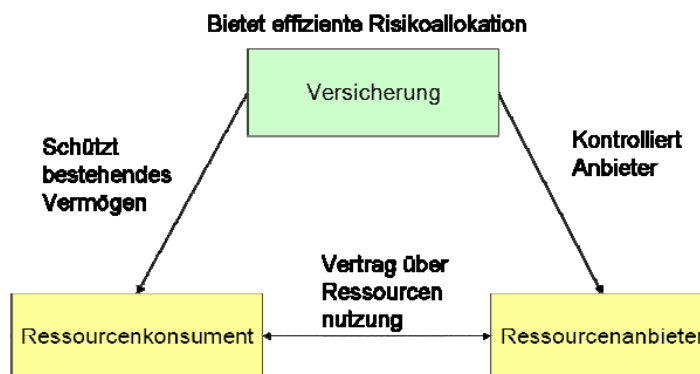 Bietet effiziente Risikoallokation
Versicherung
Schützt
bestehendes
Vermögen
Kontrolliert
Anbieter
Vertrag über
Ressourcen
nutzung
Ressourcenkonsument
Ressourcenanbieter